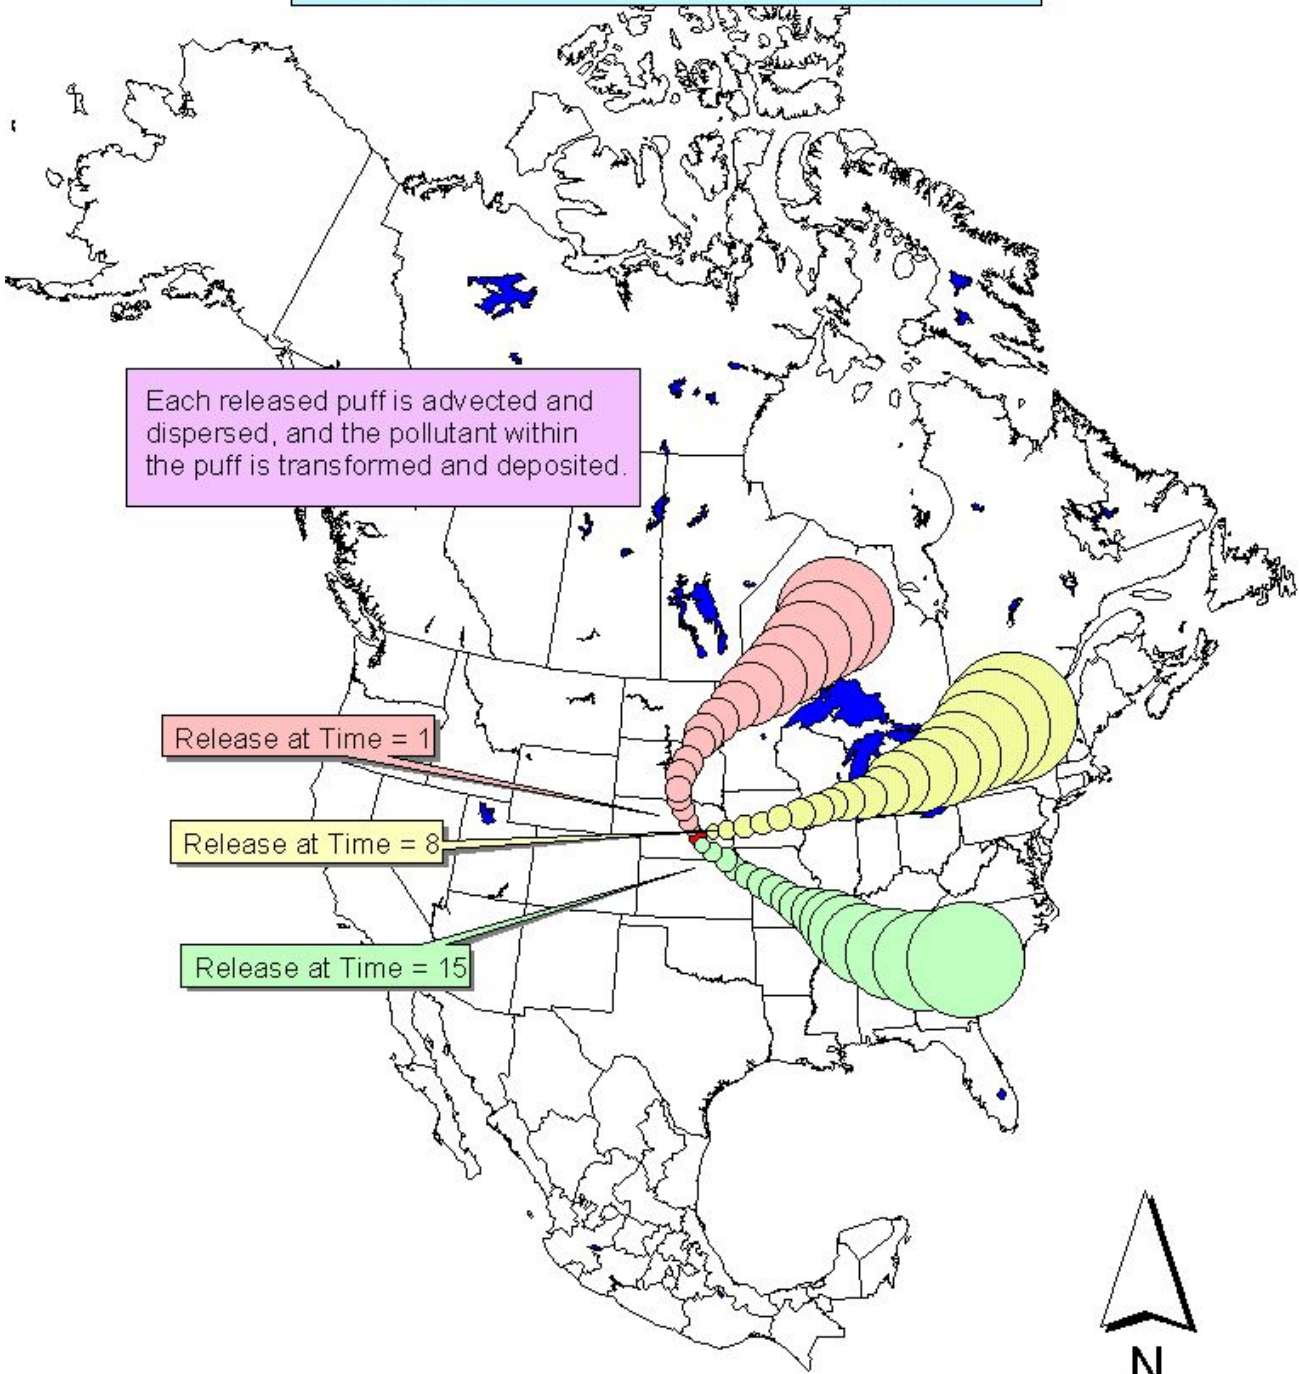 Each released puff is advected and
dispersed, and the pollutant within
the puff is transformed and deposited.
Release at Time = 1
Release at Time = 8
Release at Time = 15
N